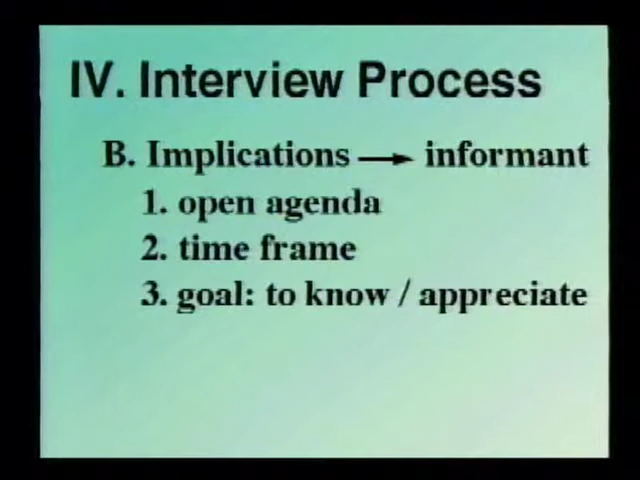 IV. Interview Process
B. Implications → informant
1. open agenda
2. time frame
3. goal: to know / appreciate